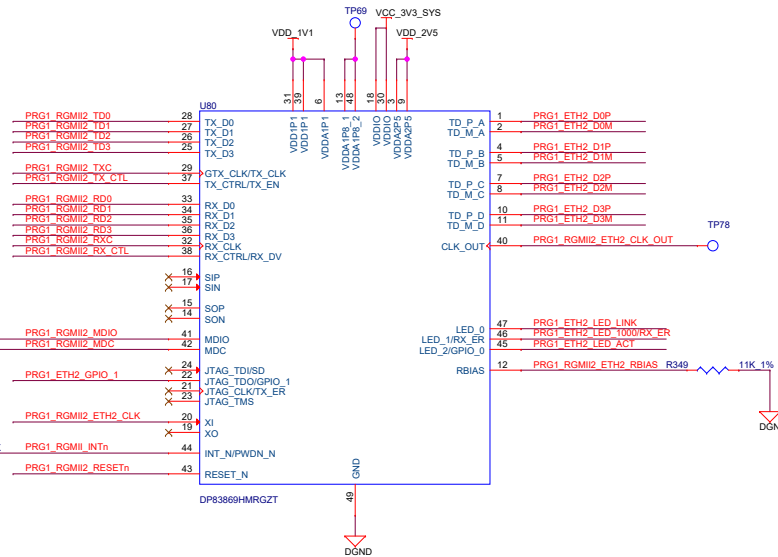 TP69
VCC_3V3_SYS
VDD_1V1
VDD_2V5
31
39
6
13
48
18
30
3
9
U80
VDD1P1
VDD1P1
VDDA1P1
VDDA1P8_1
VDDA1P8_2
VDDIO
VDDIO
VDDA2P5
VDDA2P5
PRG1_RGMII2_TD0 28 TX_D0
PRG1_RGMII2_TD1 27 TX_D1
PRG1_RGMII2_TD2 26 TX_D2
PRG1_RGMII2_TD3 25 TX_D3
PRG1_RGMII2_TXC 29 GTX_CLK/TX_CLK
PRG1_RGMII2_TX_CTL 37 TX_CTRL/TX_EN
PRG1_RGMII2_RD0 33 RX_D0
PRG1_RGMII2_RD1 34 RX_D1
PRG1_RGMII2_RD2 35 RX_D2
PRG1_RGMII2_RD3 36 RX_D3
PRG1_RGMII2_RXC 32 RX_CLK
PRG1_RGMII2_RX_CTL 38 RX_CTRL/RX_DV
16 SIP
17 SIN
15 SOP
14 SON
PRG1_RGMII2_MDIO 41 MDIO
PRG1_RGMII2_MDC 42 MDC
24 JTAG_TDI/SD
PRG1_ETH2_GPIO_1 22 JTAG_TDO/GPIO_1
21 JTAG_CLK/TX_ER
23 JTAG_TMS
PRG1_RGMII2_ETH2_CLK 20 XI
19 XO
PRG1_RGMII_INTn 44 INT_N/PWDN_N
PRG1_RGMII2_RESETn 43 RESET_N
TD_P_A 1 PRG1_ETH2_D0P
TD_M_A 2 PRG1_ETH2_D0M
TD_P_B 4 PRG1_ETH2_D1P
TD_M_B 5 PRG1_ETH2_D1M
TD_P_C 7 PRG1_ETH2_D2P
TD_M_C 8 PRG1_ETH2_D2M
TD_P_D 10 PRG1_ETH2_D3P
TD_M_D 11 PRG1_ETH2_D3M
CLK_OUT 40 PRG1_RGMII2_ETH2_CLK_OUT
TP78
LED_0 47 PRG1_ETH2_LED_LINK
LED_1/RX_ER 46 PRG1_ETH2_LED_1000/RX_ER
LED_2/GPIO_0 45 PRG1_ETH2_LED_ACT
RBIAS 12 PRG1_RGMII2_ETH2_RBIAS R349 11K_1%
DGND
GND
49
DP83869HMRGZT
DGND